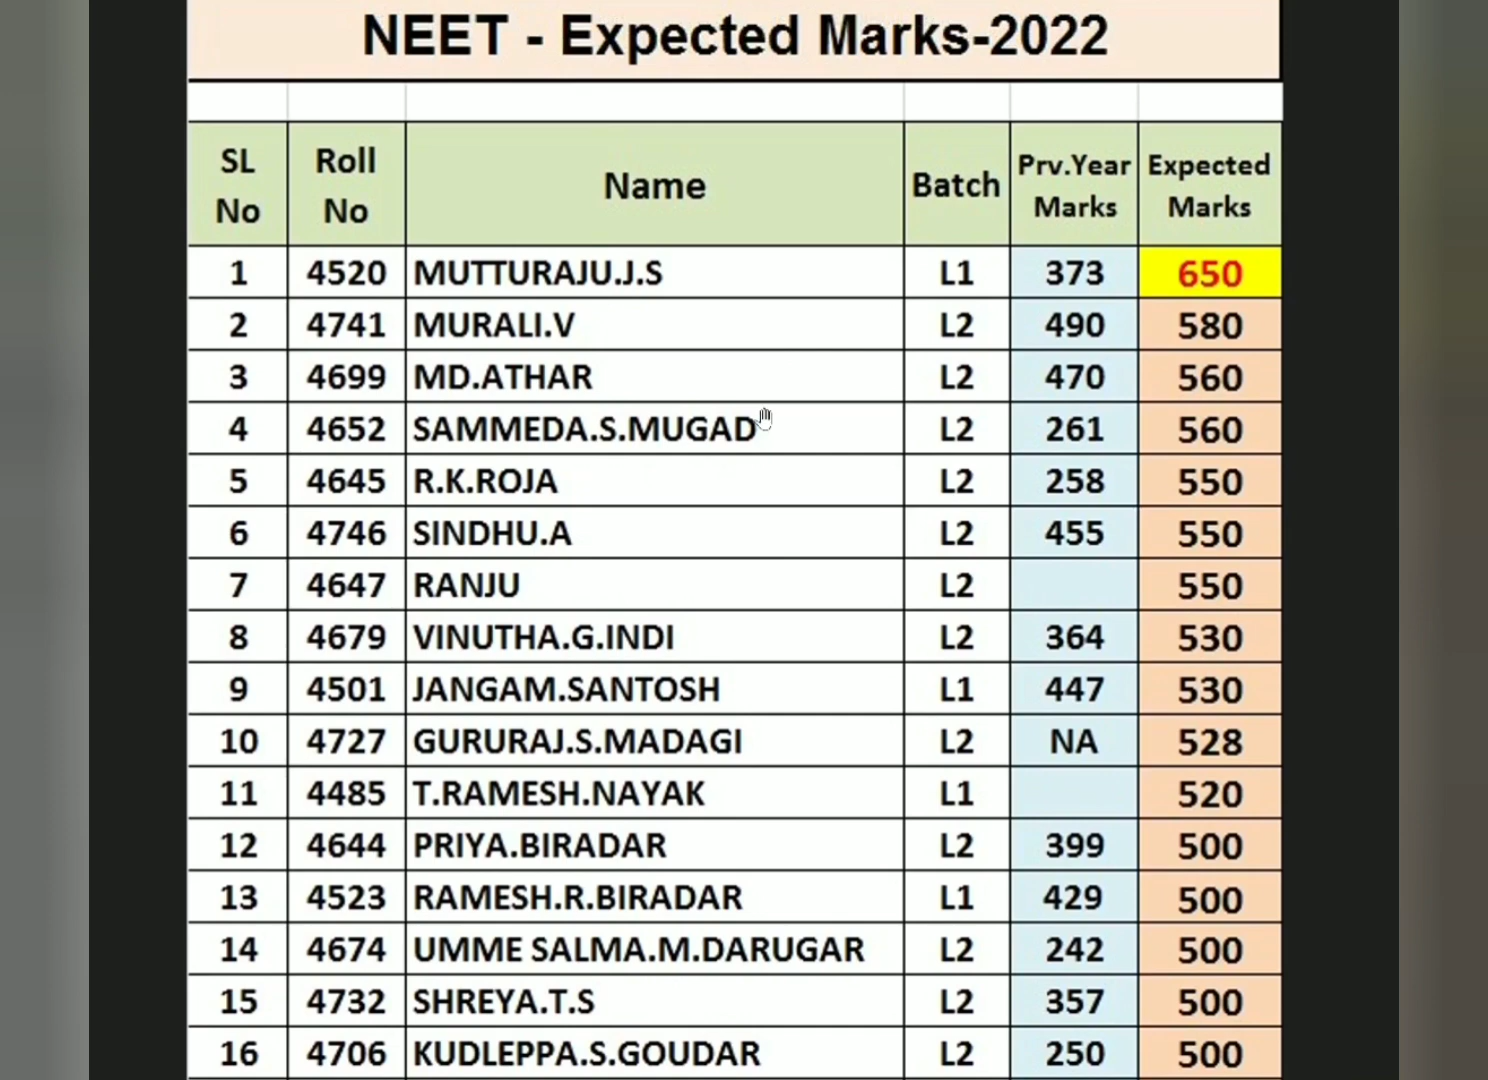 NEET - Expected Marks-2022
SL No Roll No Name Batch Prv.Year Marks Expected Marks
1 4520 MUTTURAJU.J.S L1 373 650
2 4741 MURALI.V L2 490 580
3 4699 MD.ATHAR L2 470 560
4 4652 SAMMEDA.S.MUGAD L2 261 560
5 4645 R.K.ROJA L2 258 550
6 4746 SINDHU.A L2 455 550
7 4647 RANJU L2 550
8 4679 VINUTHA.G.INDI L2 364 530
9 4501 JANGAM.SANTOSH L1 447 530
10 4727 GURURAJ.S.MADAGI L2 NA 528
11 4485 T.RAMESH.NAYAK L1 520
12 4644 PRIYA.BIRADAR L2 399 500
13 4523 RAMESH.R.BIRADAR L1 429 500
14 4674 UMME SALMA.M.DARUGAR L2 242 500
15 4732 SHREYA.T.S L2 357 500
16 4706 KUDLEPPA.S.GOUDAR L2 250 500